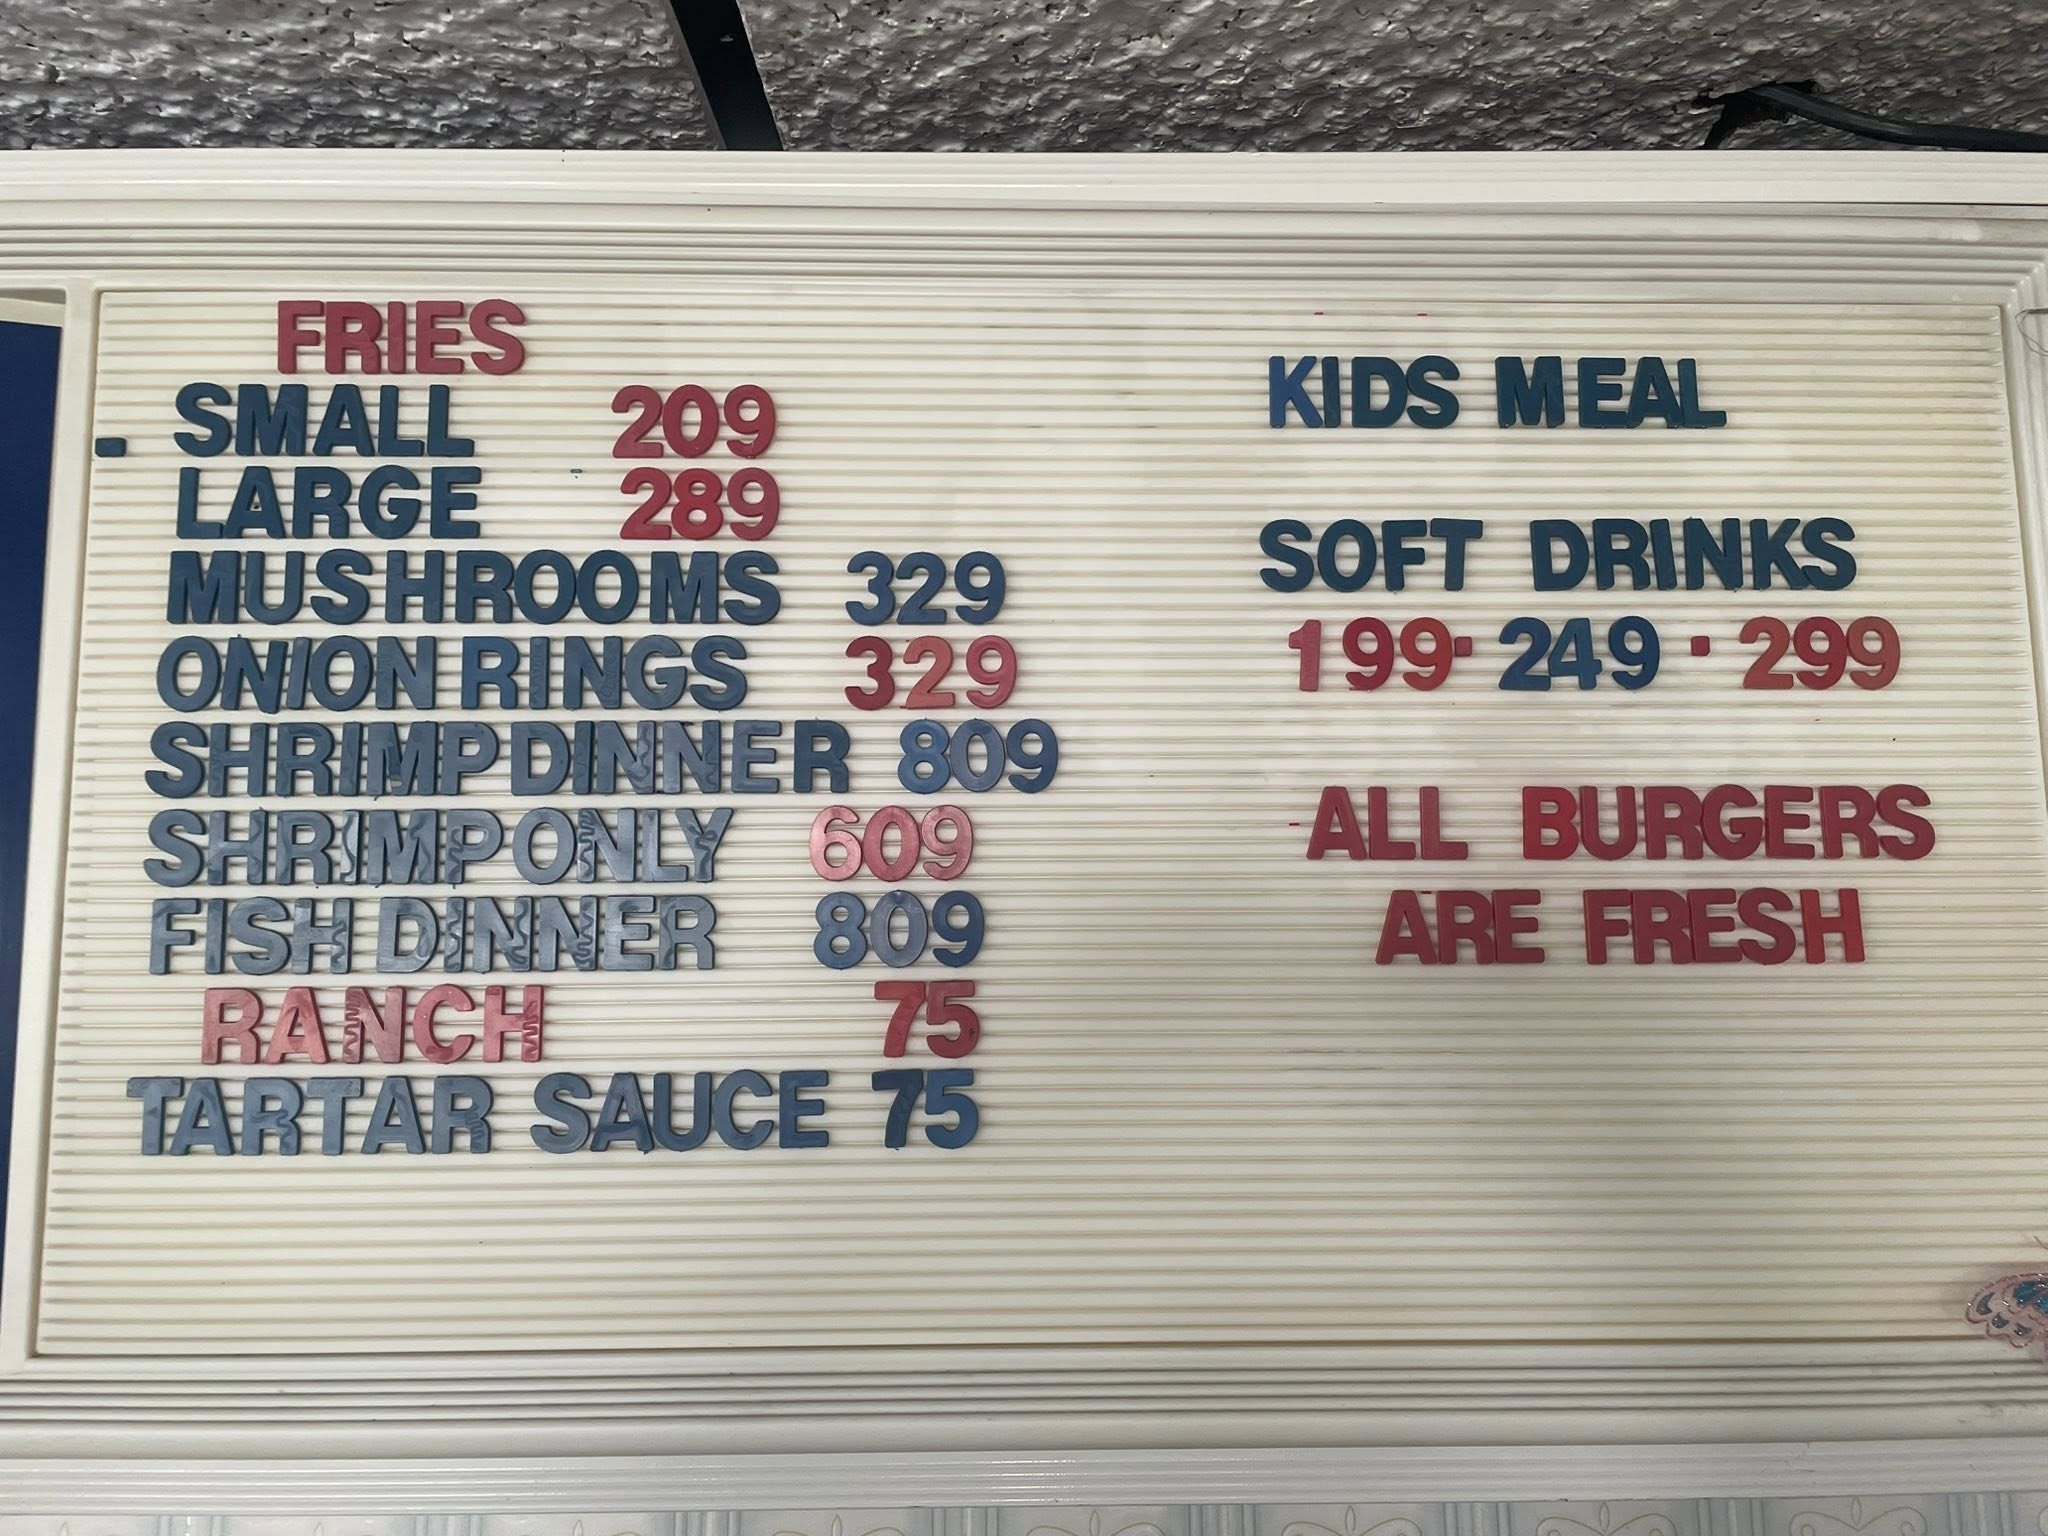 FRIES
SMALL 209
LARGE 289
MUSHROOMS 329
ONION RINGS 329
SHRIMP DINNER 809
SHRIMP ONLY 609
FISH DINNER 809
RANCH 75
TARTAR SAUCE 75
KIDS MEAL
SOFT DRINKS
199 · 249 · 299
ALL BURGERS
ARE FRESH